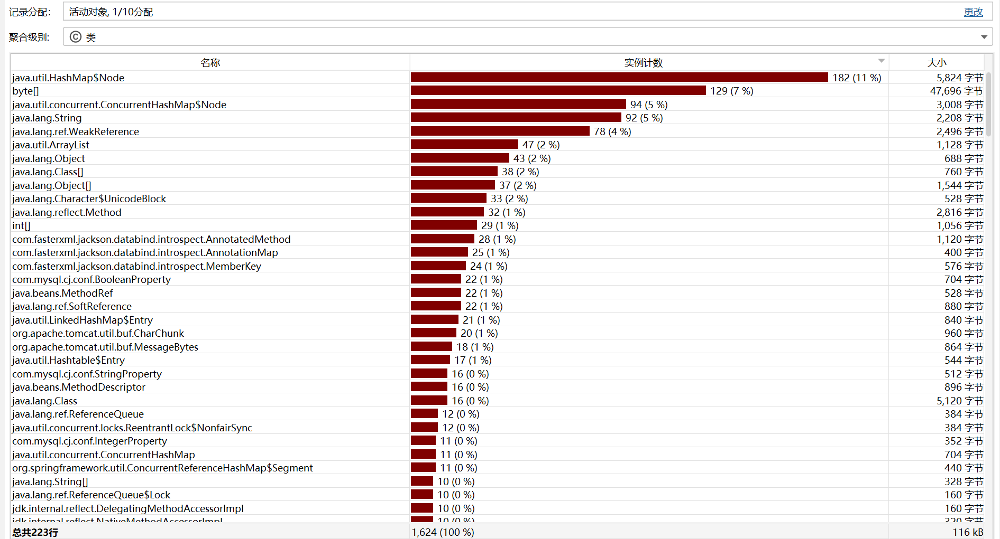 记录分配: 活动对象, 1/10分配 更改
聚合级别: © 类
名称 实例计数 大小
java.util.HashMap$Node 182 (11 %) 5,824 字节
byte[] 129 (7 %) 47,696 字节
java.util.concurrent.ConcurrentHashMap$Node 94 (5 %) 3,008 字节
java.lang.String 92 (5 %) 2,208 字节
java.lang.ref.WeakReference 78 (4 %) 2,496 字节
java.util.ArrayList 47 (2 %) 1,128 字节
java.lang.Object 43 (2 %) 688 字节
java.lang.Class[] 38 (2 %) 760 字节
java.lang.Object[] 37 (2 %) 1,544 字节
java.lang.Character$UnicodeBlock 33 (2 %) 528 字节
java.lang.reflect.Method 32 (1 %) 2,816 字节
int[] 29 (1 %) 1,056 字节
com.fasterxml.jackson.databind.introspect.AnnotatedMethod 28 (1 %) 1,120 字节
com.fasterxml.jackson.databind.introspect.AnnotationMap 25 (1 %) 400 字节
com.fasterxml.jackson.databind.introspect.MemberKey 24 (1 %) 576 字节
com.mysql.cj.conf.BooleanProperty 22 (1 %) 704 字节
java.beans.MethodRef 22 (1 %) 528 字节
java.lang.ref.SoftReference 22 (1 %) 880 字节
java.util.LinkedHashMap$Entry 21 (1 %) 840 字节
org.apache.tomcat.util.buf.CharChunk 20 (1 %) 960 字节
org.apache.tomcat.util.buf.MessageBytes 18 (1 %) 864 字节
java.util.Hashtable$Entry 17 (1 %) 544 字节
com.mysql.cj.conf.StringProperty 16 (0 %) 512 字节
java.beans.MethodDescriptor 16 (0 %) 896 字节
java.lang.Class 16 (0 %) 5,120 字节
java.lang.ref.ReferenceQueue 12 (0 %) 384 字节
java.util.concurrent.locks.ReentrantLock$NonfairSync 12 (0 %) 384 字节
com.mysql.cj.conf.IntegerProperty 11 (0 %) 352 字节
java.util.concurrent.ConcurrentHashMap 11 (0 %) 704 字节
org.springframework.util.ConcurrentReferenceHashMap$Segment 11 (0 %) 440 字节
java.lang.String[] 10 (0 %) 328 字节
java.lang.ref.ReferenceQueue$Lock 10 (0 %) 160 字节
jdk.internal.reflect.DelegatingMethodAccessorImpl 10 (0 %) 160 字节
jdk.internal.reflect.NativeMethodAccessorImpl 10 (0 %) 320 字节
总共223行 1,624 (100 %) 116 kB